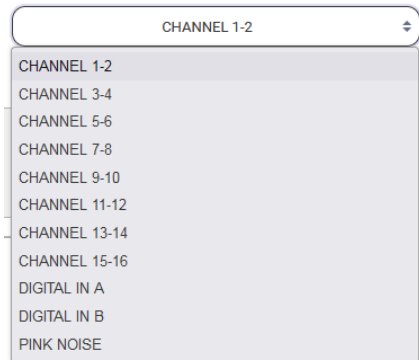 CHANNEL 1-2
CHANNEL 1-2
CHANNEL 3-4
CHANNEL 5-6
CHANNEL 7-8
CHANNEL 9-10
CHANNEL 11-12
CHANNEL 13-14
CHANNEL 15-16
DIGITAL IN A
DIGITAL IN B
PINK NOISE